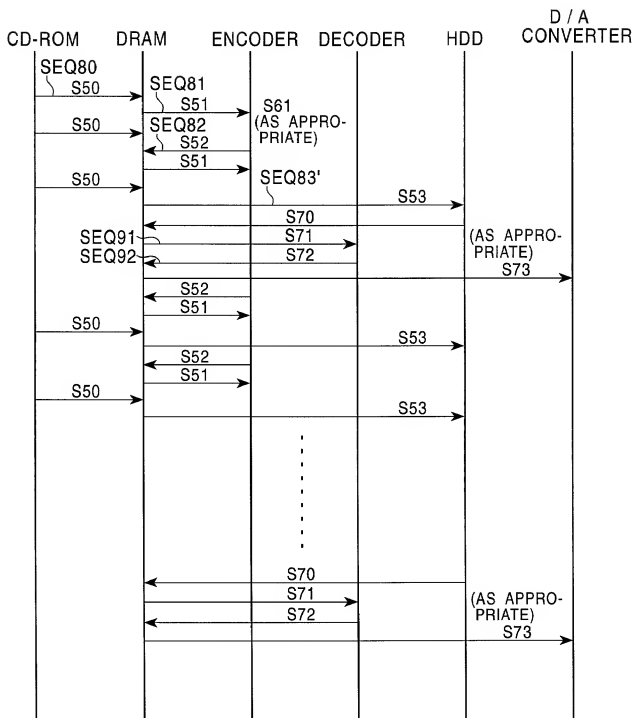 D / A
CD-ROM DRAM ENCODER DECODER HDD CONVERTER
SEQ80
S50
SEQ81
S51
S61
(AS APPRO-
PRIATE)
S50
SEQ82
S52
S51
SEQ83'
S50
S53
S70
SEQ91
S71
(AS APPRO-
PRIATE)
SEQ92
S72
S73
S52
S51
S50
S53
S52
S51
S50
S53
S70
S71
(AS APPRO-
PRIATE)
S72
S73